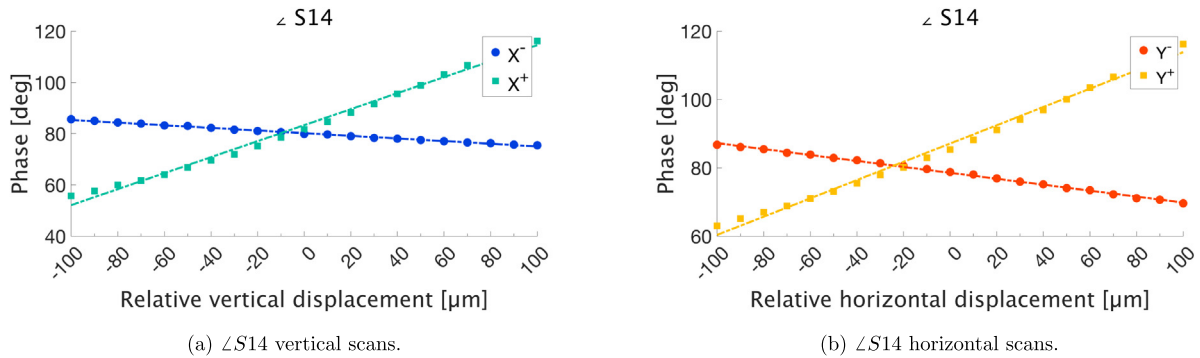 ∠ S14
120
100
80
60
40
Phase [deg]
X⁻
X⁺
-100 -80 -60 -40 -20 0 20 40 60 80 100
Relative vertical displacement [µm]
(a) ∠S14 vertical scans.
∠ S14
120
100
80
60
Phase [deg]
Y⁻
Y⁺
-100 -80 -60 -40 -20 0 20 40 60 80 100
Relative horizontal displacement [µm]
(b) ∠S14 horizontal scans.